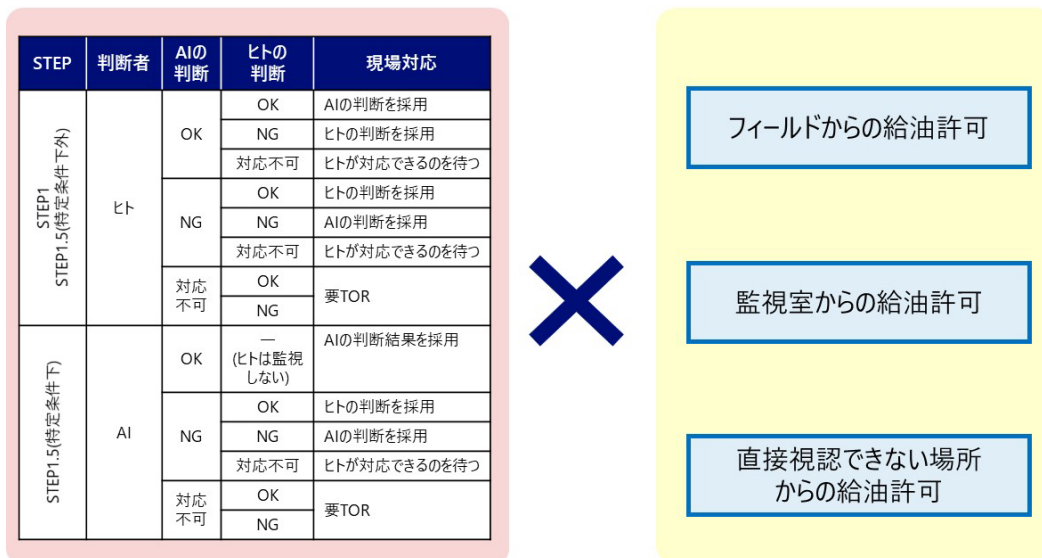 STEP
判断者
AIの
判断
ヒトの
判断
現場対応
STEP1
STEP1.5(特定条件下外)
ヒト
OK
OK
AIの判断を採用
NG
ヒトの判断を採用
対応不可
ヒトが対応できるのを待つ
NG
OK
ヒトの判断を採用
NG
AIの判断を採用
対応不可
ヒトが対応できるのを待つ
対応
不可
OK
要TOR
NG
STEP1.5(特定条件下)
AI
OK
―
(ヒトは監視
しない)
AIの判断結果を採用
NG
OK
ヒトの判断を採用
NG
AIの判断を採用
対応不可
ヒトが対応できるのを待つ
対応
不可
OK
要TOR
NG
フィールドからの給油許可
監視室からの給油許可
直接視認できない場所
からの給油許可